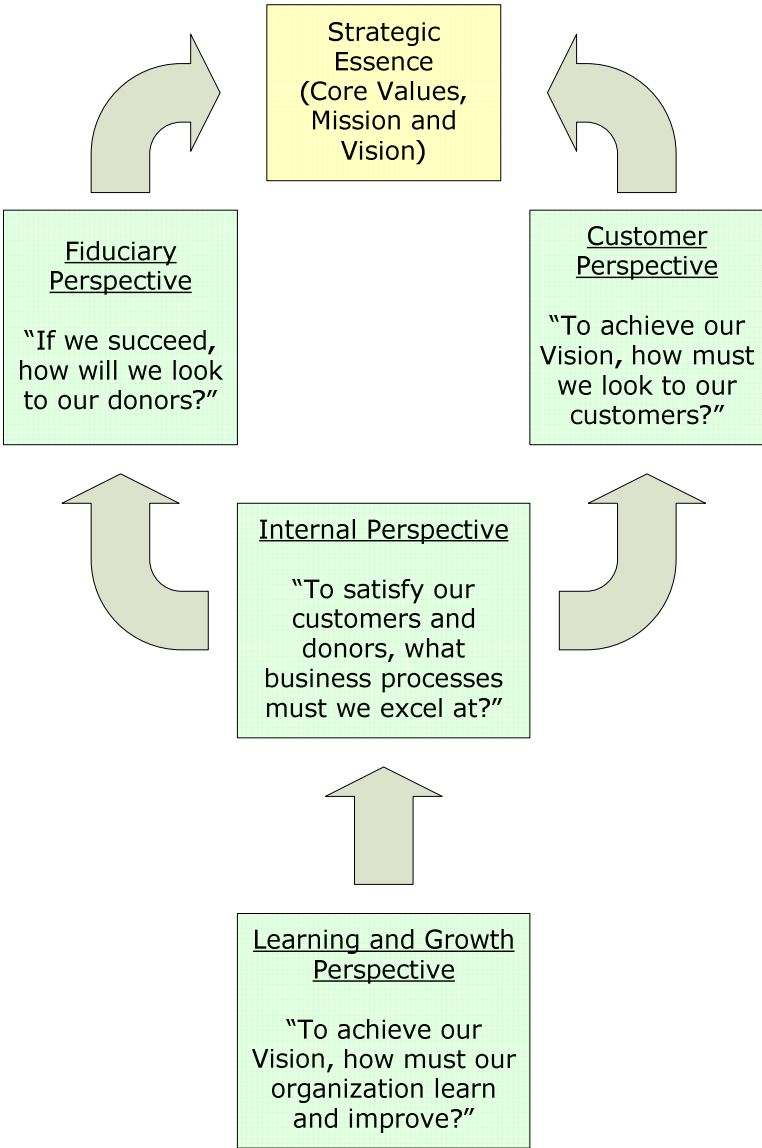 Strategic
Essence
(Core Values,
Mission and
Vision)
Fiduciary
Perspective
“If we succeed,
how will we look
to our donors?”
Customer
Perspective
“To achieve our
Vision, how must
we look to our
customers?”
Internal Perspective
“To satisfy our
customers and
donors, what
business processes
must we excel at?”
Learning and Growth
Perspective
“To achieve our
Vision, how must our
organization learn
and improve?”